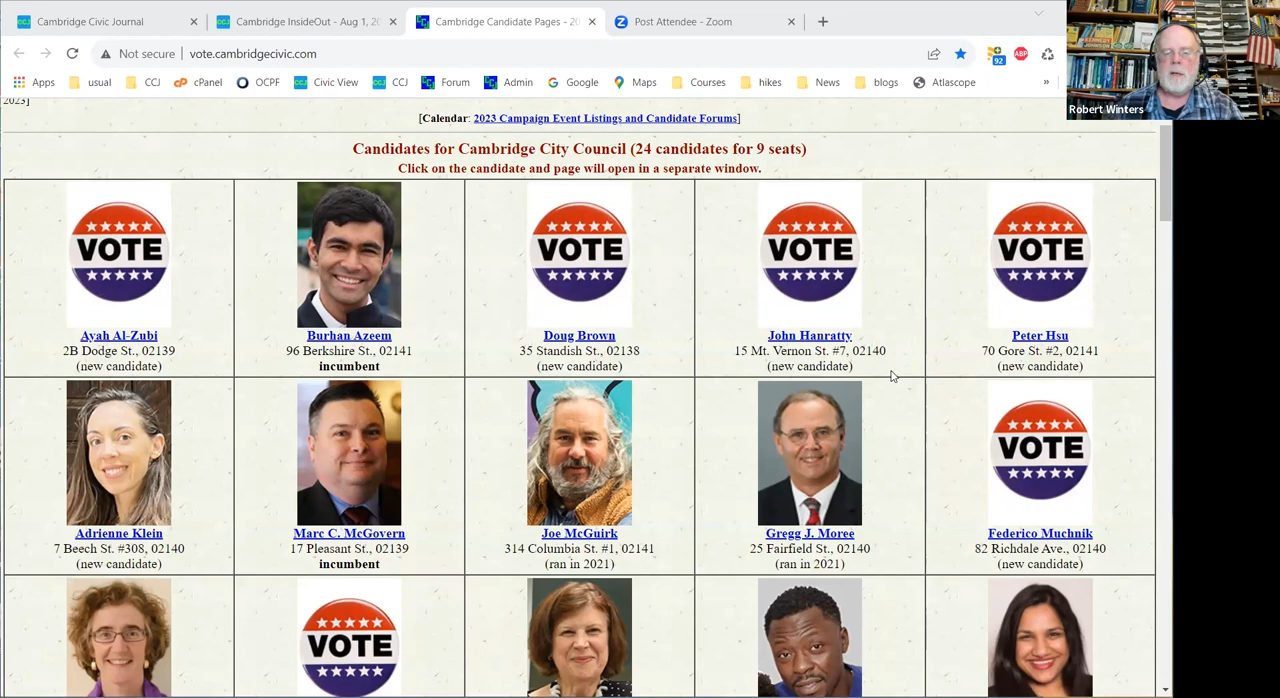 Cambridge Civic Journal
Cambridge InsideOut - Aug 1, 20
Cambridge Candidate Pages - 20
Post Attendee - Zoom
Not secure
vote.cambridgecivic.com
92
ABP
Apps
usual
CCJ
cPanel
OCPF
Civic View
CCJ
Forum
Admin
Google
Maps
Courses
hikes
News
blogs
Atlascope
Robert Winters
2023]
[Calendar: 2023 Campaign Event Listings and Candidate Forums]
Candidates for Cambridge City Council (24 candidates for 9 seats)
Click on the candidate and page will open in a separate window.
VOTE
VOTE
VOTE
VOTE
Ayah Al-Zubi
2B Dodge St., 02139
(new candidate)
Burhan Azeem
96 Berkshire St., 02141
incumbent
Doug Brown
35 Standish St., 02138
(new candidate)
John Hanratty
15 Mt. Vernon St. #7, 02140
(new candidate)
Peter Hsu
70 Gore St. #2, 02141
(new candidate)
VOTE
Adrienne Klein
7 Beech St. #308, 02140
(new candidate)
Marc C. McGovern
17 Pleasant St., 02139
incumbent
Joe McGuirk
314 Columbia St. #1, 02141
(ran in 2021)
Gregg J. Moree
25 Fairfield St., 02140
(ran in 2021)
Federico Muchnik
82 Richdale Ave., 02140
(new candidate)
VOTE